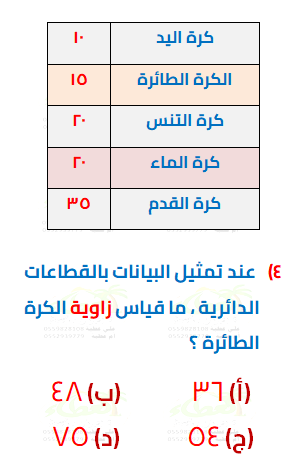 كرة اليد ١٠
الكرة الطائرة ١٥
كرة التنس ٢٠
كرة الماء ٢٠
كرة القدم ٣٥
٤) عند تمثيل البيانات بالقطاعات
الدائرية ، ما قياس زاوية الكرة
الطائرة ؟
(أ) ٣٦ (ب) ٤٨
(ج) ٥٤ (د) ٧٥